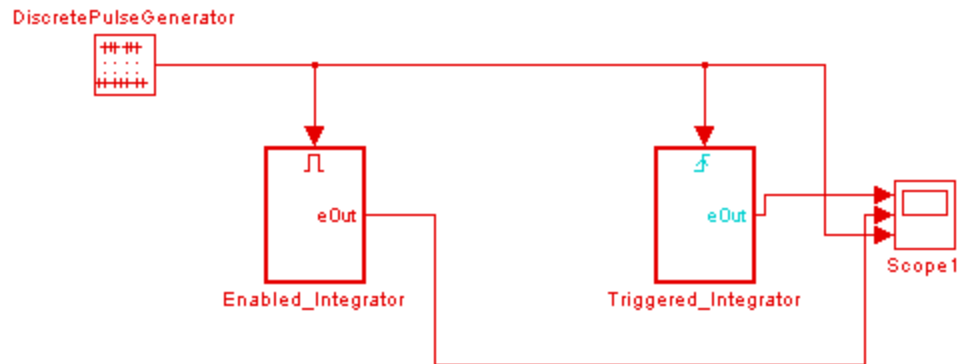 DiscretePulseGenerator
eOut
eOut
Enabled_Integrator
Triggered_Integrator
Scope1